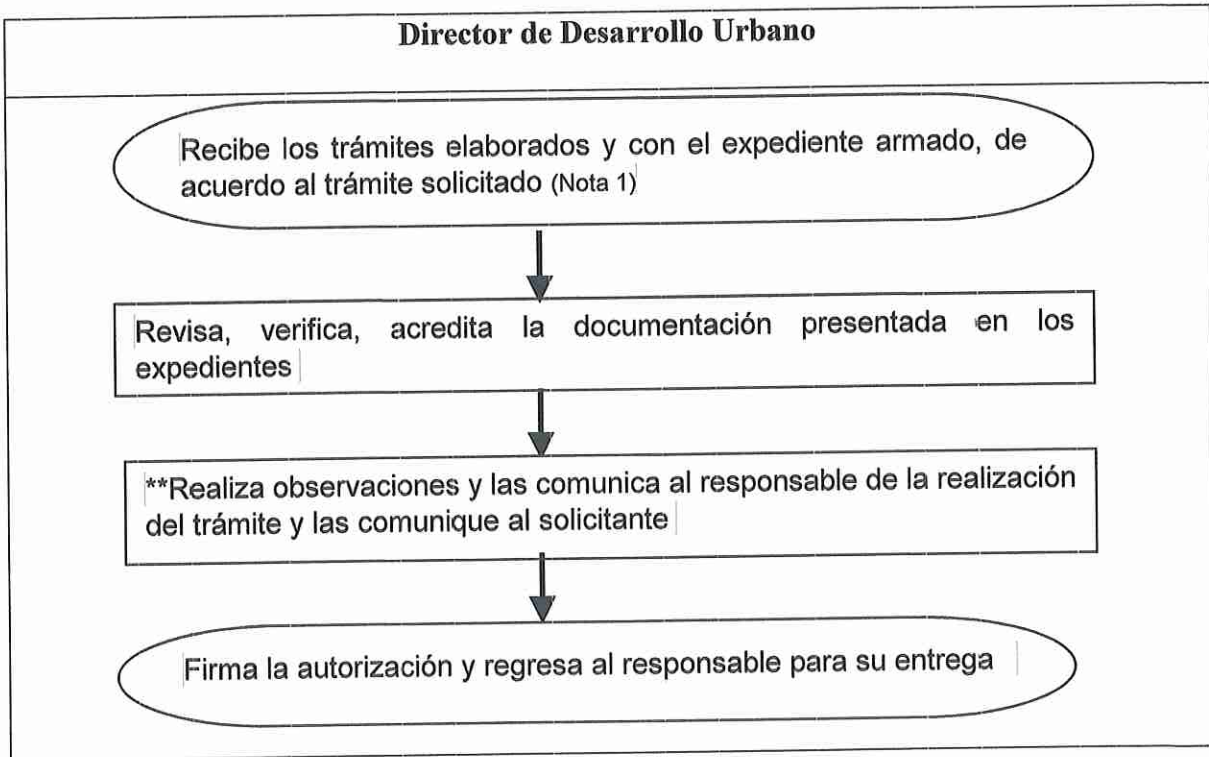 Director de Desarrollo Urbano
Recibe los trámites elaborados y con el expediente armado, de
acuerdo al trámite solicitado (Nota 1)
Revisa, verifica, acredita la documentación presentada en los
expedientes
**Realiza observaciones y las comunica al responsable de la realización
del trámite y las comunique al solicitante
Firma la autorización y regresa al responsable para su entrega